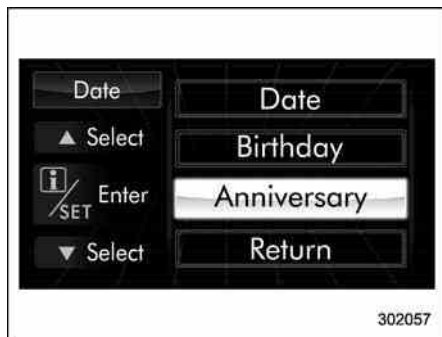 Date
▲ Select
i/SET Enter
▼ Select
Date
Birthday
Anniversary
Return
302057